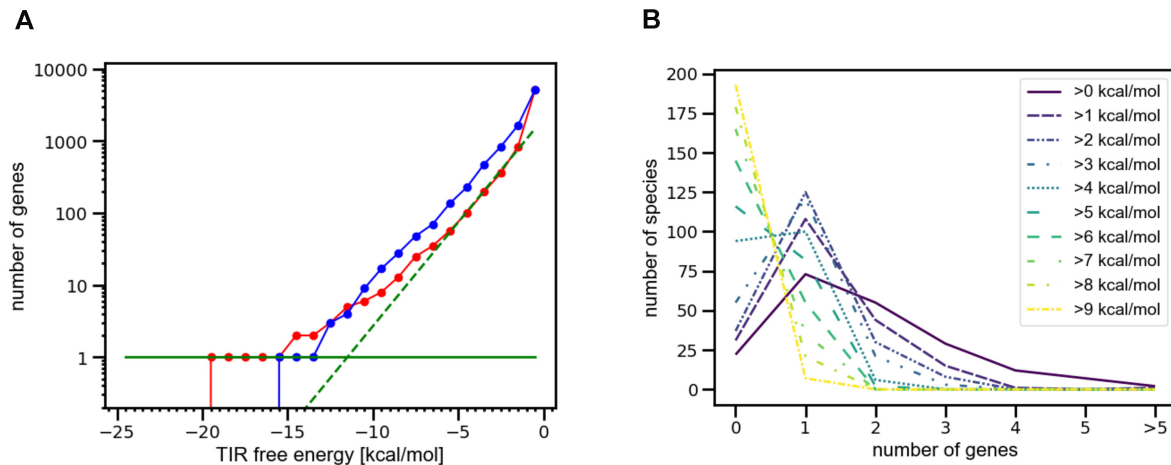 A
10000
1000
100
10
1
−25
−20
−15
−10
−5
0
number of genes
TIR free energy [kcal/mol]
B
200
175
150
125
100
75
50
25
0
0
1
2
3
4
5
>5
number of species
number of genes
>0 kcal/mol
>1 kcal/mol
>2 kcal/mol
>3 kcal/mol
>4 kcal/mol
>5 kcal/mol
>6 kcal/mol
>7 kcal/mol
>8 kcal/mol
>9 kcal/mol